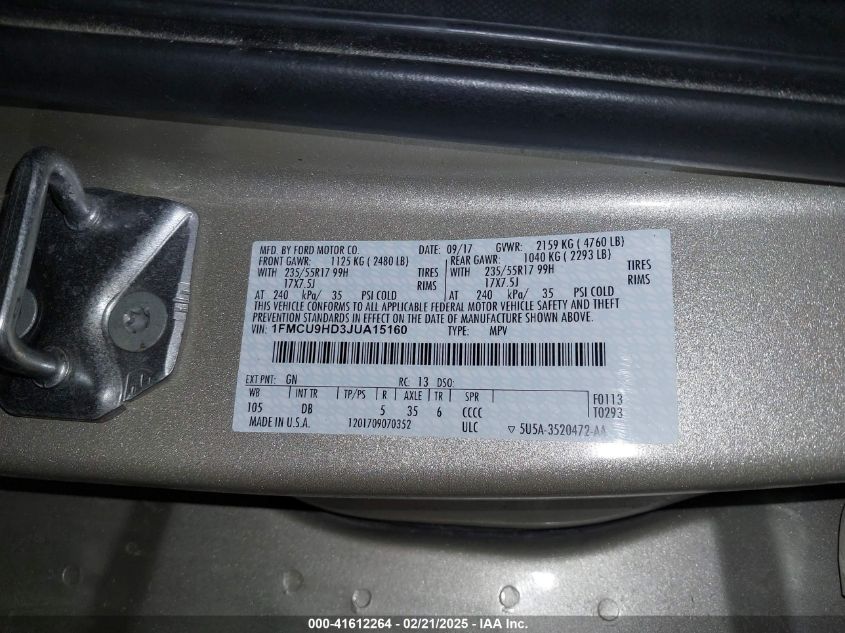 MFD. BY FORD MOTOR CO. DATE: 09/17 GVWR: 2159 KG ( 4760 LB)
FRONT GAWR: 1125 KG ( 2480 LB) REAR GAWR: 1040 KG ( 2293 LB)
WITH 235/55R17 99H TIRES WITH 235/55R17 99H TIRES
17X7.5J RIMS 17X7.5J RIMS
AT 240 kPa/ 35 PSI COLD AT 240 kPa/ 35 PSI COLD
THIS VEHICLE CONFORMS TO ALL APPLICABLE FEDERAL MOTOR VEHICLE SAFETY AND THEFT
PREVENTION STANDARDS IN EFFECT ON THE DATE OF MANUFACTURE SHOWN ABOVE.
VIN: 1FMCU9HD3JUA15160 TYPE: MPV
EXT PNT: GN RC: 13 DSO: F0113
WB INT TR TP/PS R AXLE TR SPR T0293
105 DB 5 35 6 CCCC
MADE IN U.S.A. 1201709070352 ULC ▽ 5U5A-3520472-AA
000-41612264 - 02/21/2025 - © IAA Inc.